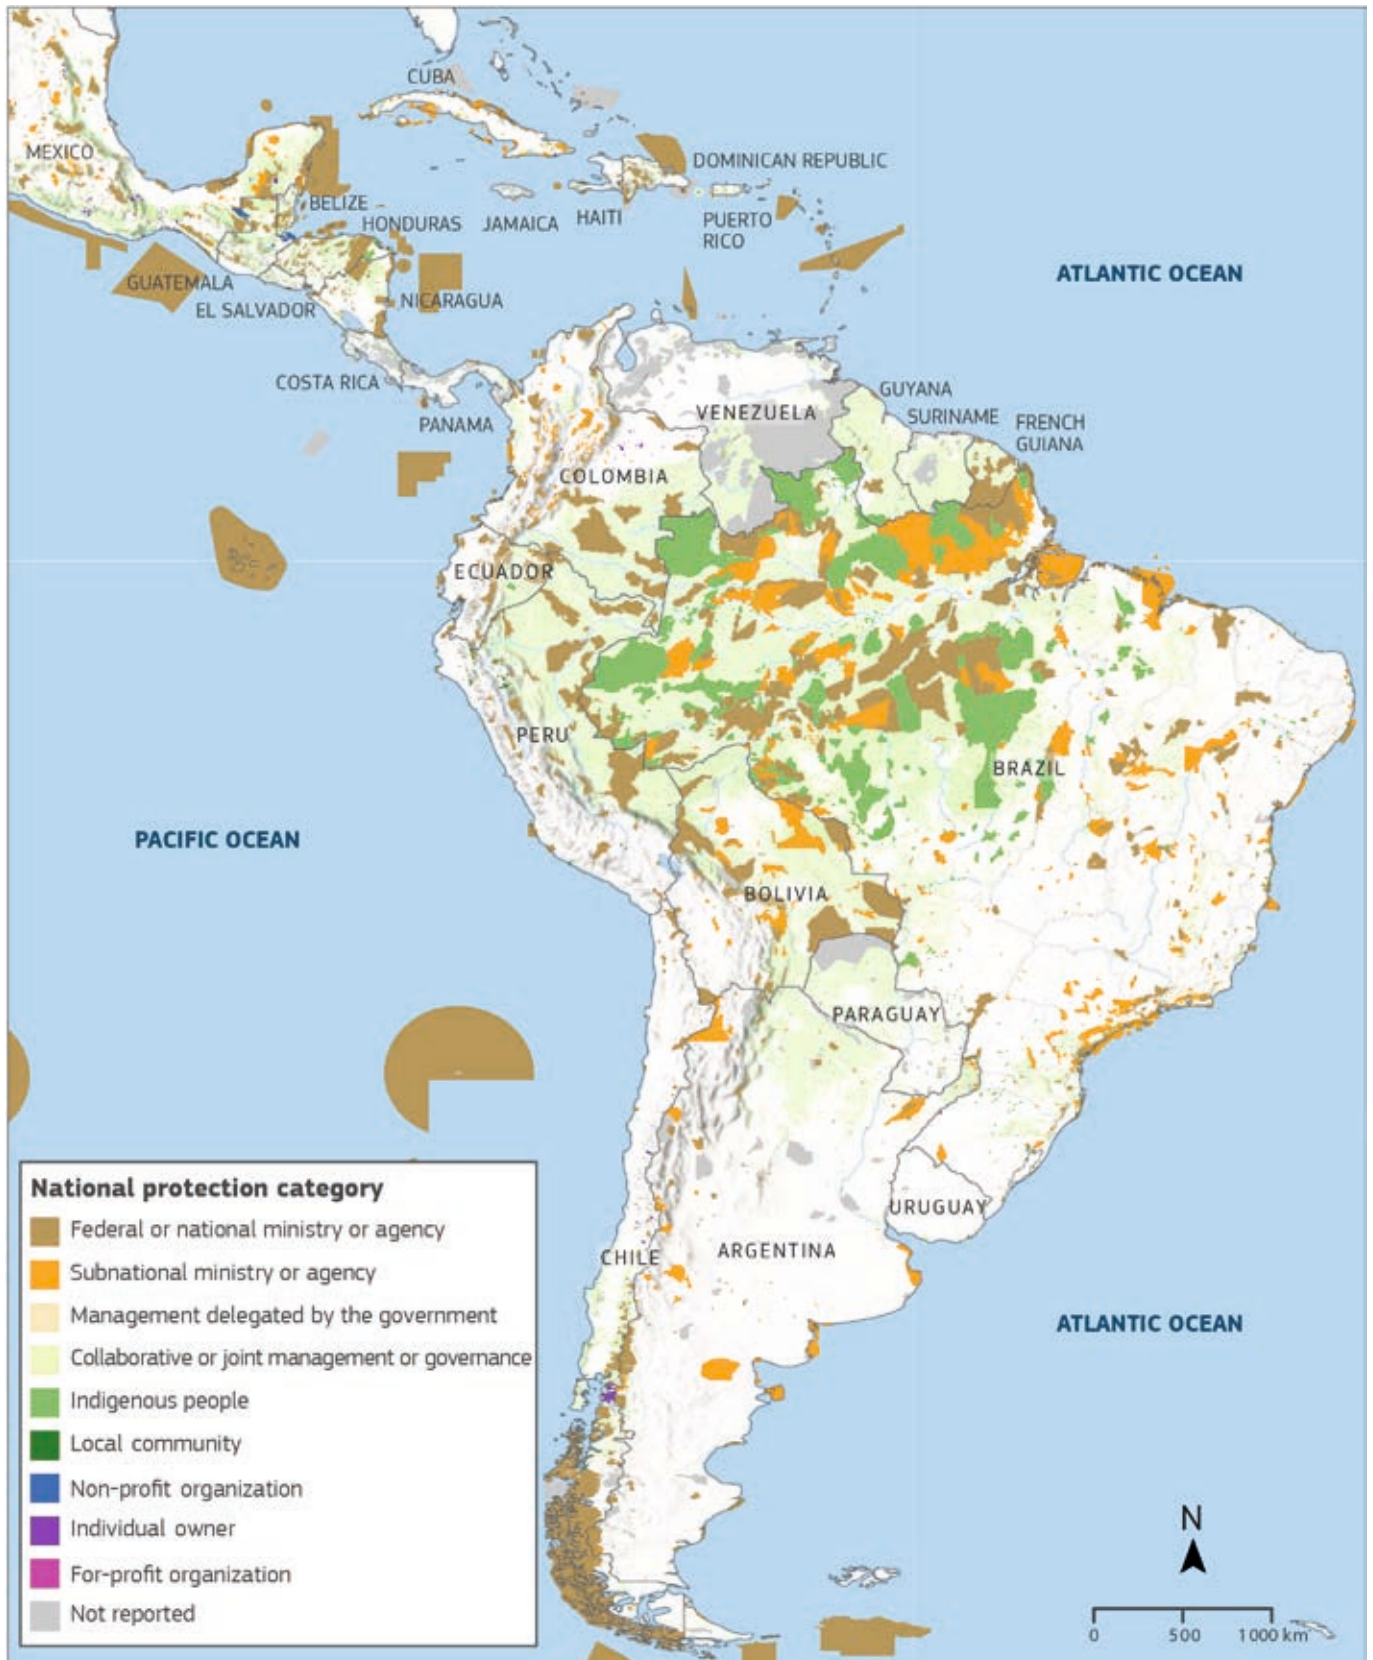 CUBA
MEXICO
DOMINICAN REPUBLIC
BELIZE
HONDURAS
JAMAICA
HAITI
PUERTO
RICO
GUATEMALA
EL SALVADOR
NICARAGUA
ATLANTIC OCEAN
COSTA RICA
PANAMA
VENEZUELA
GUYANA
SURINAME
FRENCH
GUIANA
COLOMBIA
ECUADOR
PERU
BRAZIL
PACIFIC OCEAN
BOLIVIA
PARAGUAY
URUGUAY
CHILE
ARGENTINA
ATLANTIC OCEAN
National protection category
Federal or national ministry or agency
Subnational ministry or agency
Management delegated by the government
Collaborative or joint management or governance
Indigenous people
Local community
Non-profit organization
Individual owner
For-profit organization
Not reported
N
0 500 1 000 km